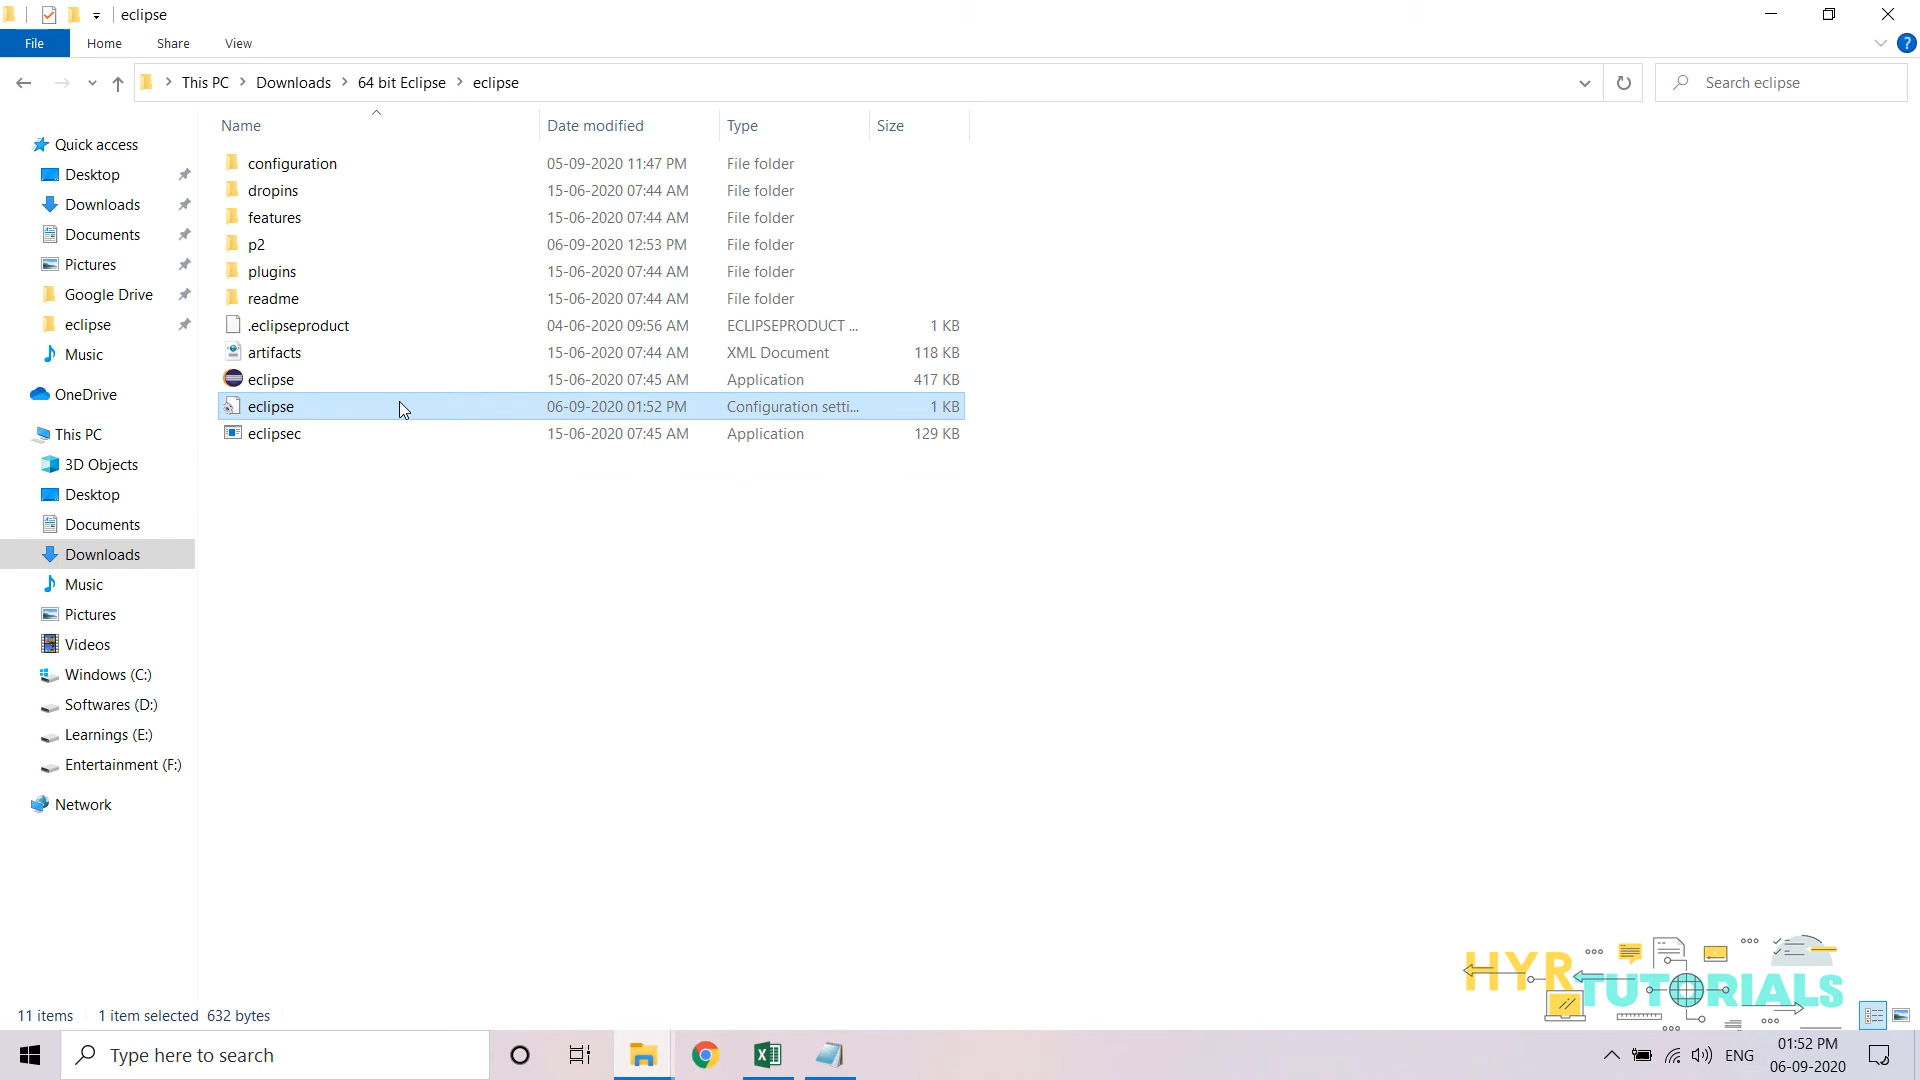 eclipse
File Home Share View
This PC Downloads 64 bit Eclipse eclipse
Search eclipse
Name Date modified Type Size
Quick access
Desktop
Downloads
Documents
Pictures
Google Drive
eclipse
Music
OneDrive
This PC
3D Objects
Desktop
Documents
Downloads
Music
Pictures
Videos
Windows (C:)
Softwares (D:)
Learnings (E:)
Entertainment (F:)
Network
configuration 05-09-2020 11:47 PM File folder
dropins 15-06-2020 07:44 AM File folder
features 15-06-2020 07:44 AM File folder
p2 06-09-2020 12:53 PM File folder
plugins 15-06-2020 07:44 AM File folder
readme 15-06-2020 07:44 AM File folder
.eclipseproduct 04-06-2020 09:56 AM ECLIPSEPRODUCT ... 1 KB
artifacts 15-06-2020 07:44 AM XML Document 118 KB
eclipse 15-06-2020 07:45 AM Application 417 KB
eclipse 06-09-2020 01:52 PM Configuration setti... 1 KB
eclipsec 15-06-2020 07:45 AM Application 129 KB
HYR TUTORIALS
11 items 1 item selected 632 bytes
Type here to search
ENG
01:52 PM
06-09-2020